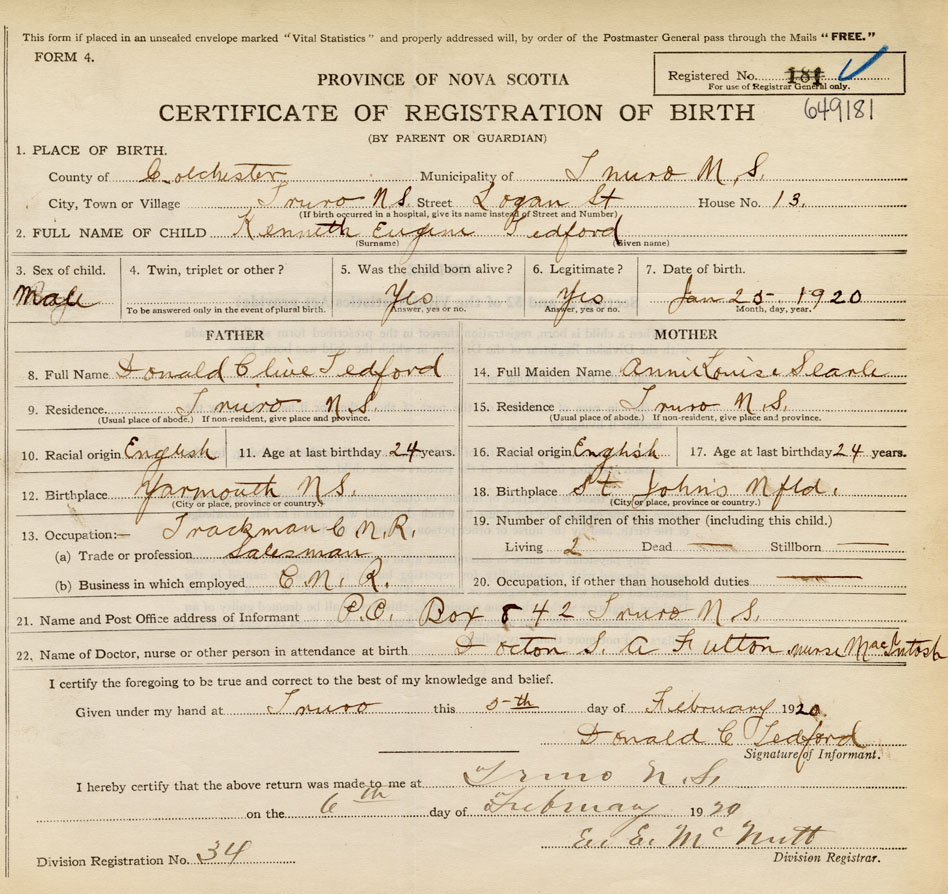 This form if placed in an unsealed envelope marked "Vital Statistics" and properly addressed will, by order of the Postmaster General pass through the Mails "FREE."
FORM 4.
PROVINCE OF NOVA SCOTIA
Registered No. 181
For use of Registrar General only.
CERTIFICATE OF REGISTRATION OF BIRTH
649181
(BY PARENT OR GUARDIAN)
1. PLACE OF BIRTH.
County of Colchester Municipality of Truro N.S.
City, Town or Village Truro N.S. Street Logan St House No. 13.
(If birth occurred in a hospital, give its name instead of Street and Number)
2. FULL NAME OF CHILD Kenneth Eugene Tedford
(Surname) (Given name)
3. Sex of child. 4. Twin, triplet or other? 5. Was the child born alive? 6. Legitimate? 7. Date of birth.
Male Yes Yes Jan 25 - 1920
To be answered only in the event of plural birth. Answer, yes or no. Answer, yes or no. Month, day, year.
FATHER MOTHER
8. Full Name Donald Clive Tedford 14. Full Maiden Name Annie Louise Searle
9. Residence Truro N.S. 15. Residence Truro N.S.
(Usual place of abode.) If non-resident, give place and province. (Usual place of abode.) If non-resident, give place and province.
10. Racial origin English 11. Age at last birthday 24 years. 16. Racial origin English 17. Age at last birthday 24 years.
12. Birthplace Yarmouth N.S. 18. Birthplace St. John's Nfld.
(City or place, province or country.) (City or place, province or country.)
13. Occupation:— Trackman C.N.R. 19. Number of children of this mother (including this child.)
(a) Trade or profession Salesman Living 2 Dead — Stillborn —
(b) Business in which employed C.N.R. 20. Occupation, if other than household duties —
21. Name and Post Office address of Informant P.O. Box 842 Truro N.S.
22. Name of Doctor, nurse or other person in attendance at birth Docton S. A Fulton nurse MacIntosh
I certify the foregoing to be true and correct to the best of my knowledge and belief.
Given under my hand at Truro this 5-th day of February 1920.
Donald C Tedford
Signature of Informant.
I hereby certify that the above return was made to me at Truro N.S.
on the 6th day of February 1920
E. E. McNutt
Division Registrar.
Division Registration No. 34